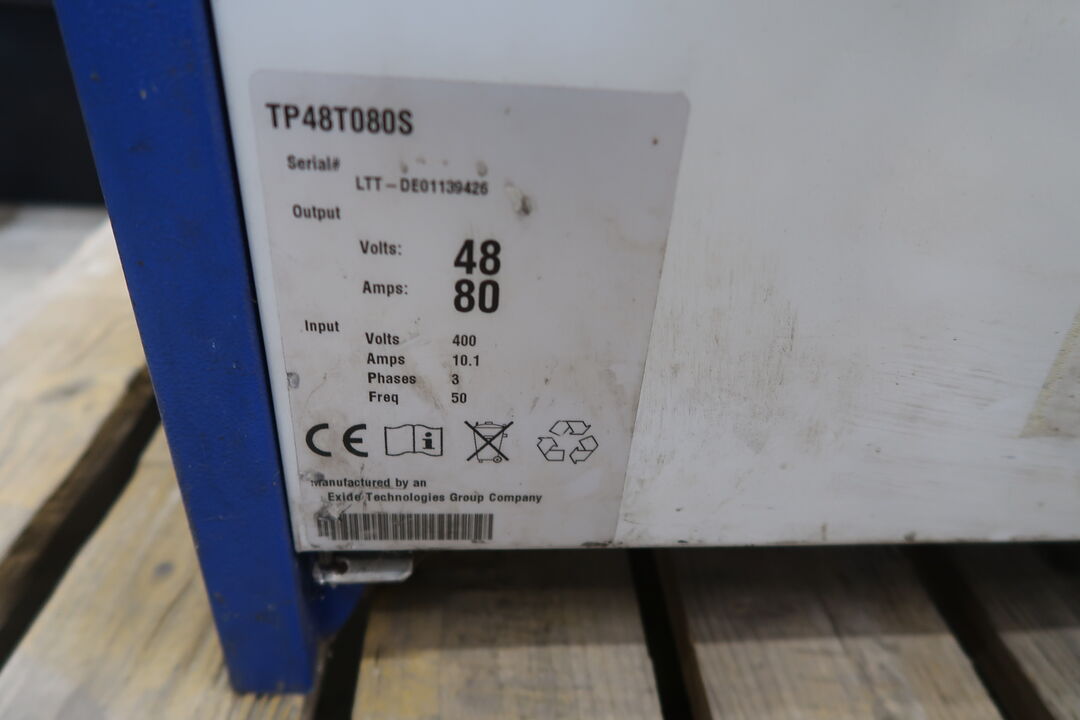 TP48T080S
Serial#
LTT-DE01139426
Output
Volts: 48
Amps: 80
Input
Volts 400
Amps 10.1
Phases 3
Freq 50
CE
Manufactured by an
Exide Technologies Group Company